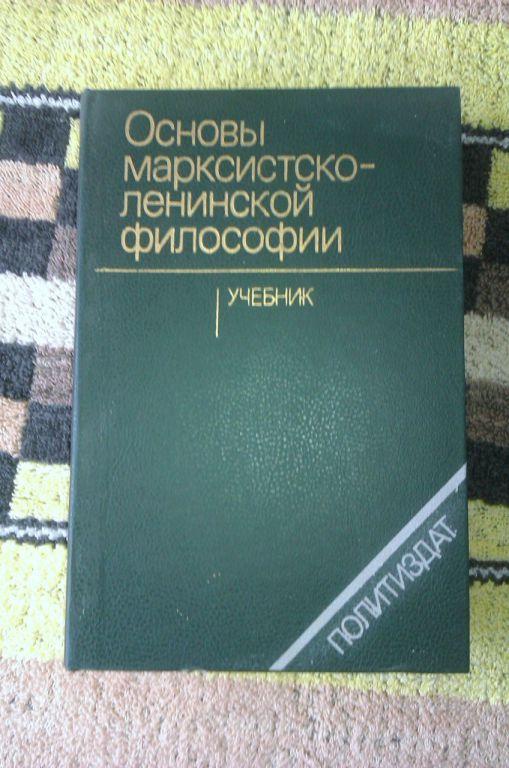 Основы
марксистско-
ленинской
философии
УЧЕБНИК
ПОЛИТИЗДАТ